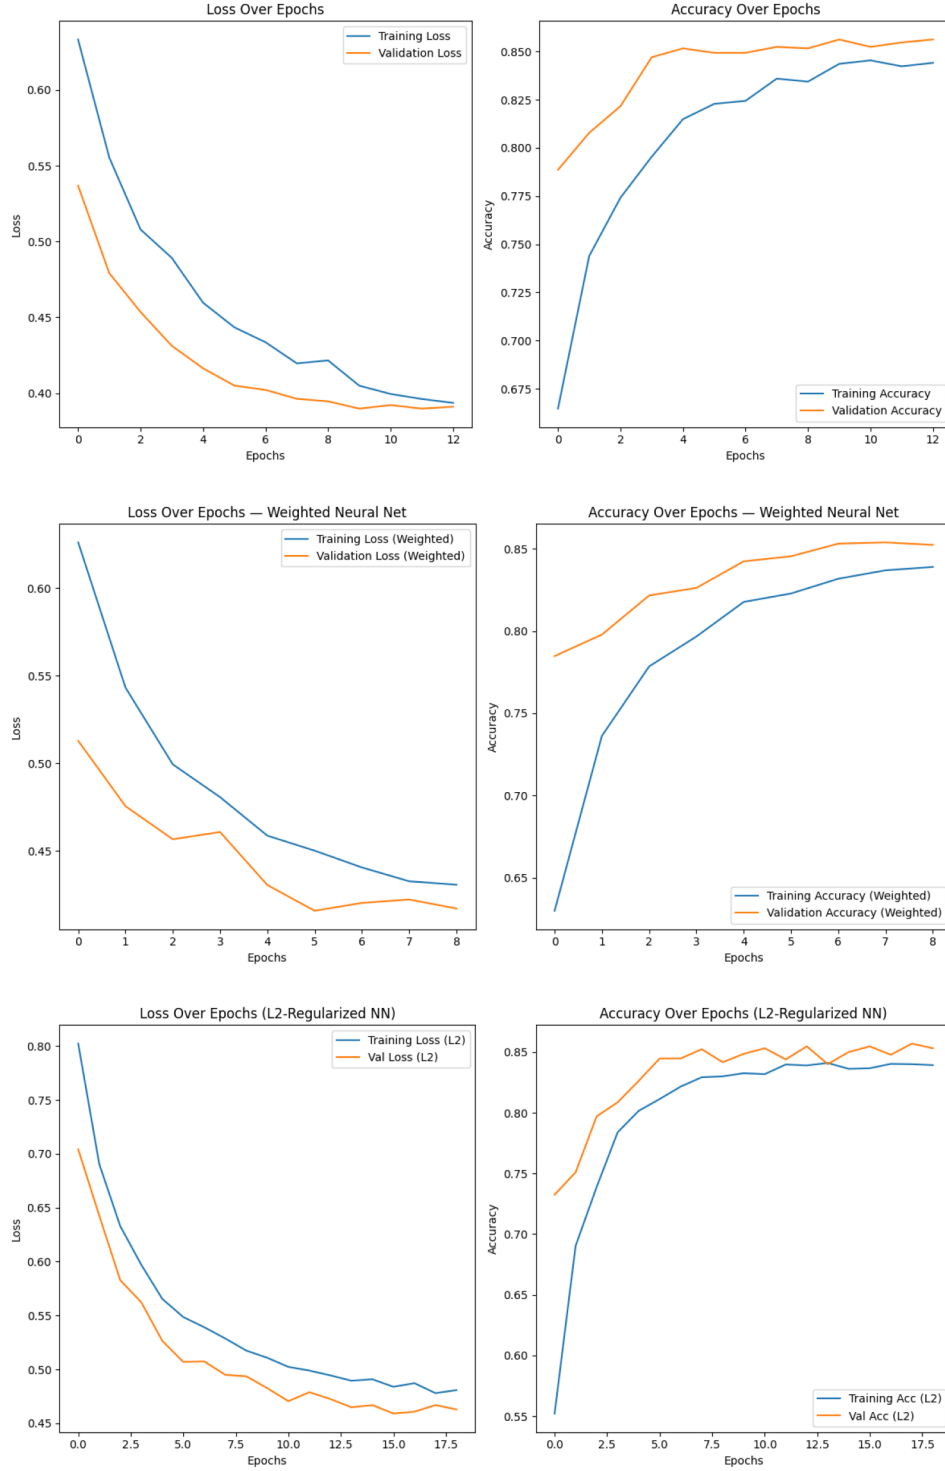 Loss Over Epochs
Training Loss
Validation Loss
0.60
0.55
0.50
0.45
0.40
Loss
0 2 4 6 8 10 12
Epochs
Accuracy Over Epochs
0.850
0.825
0.800
0.775
0.750
0.725
0.700
0.675
Accuracy
Training Accuracy
Validation Accuracy
0 2 4 6 8 10 12
Epochs
Loss Over Epochs — Weighted Neural Net
Training Loss (Weighted)
Validation Loss (Weighted)
0.60
0.55
0.50
0.45
Loss
0 1 2 3 4 5 6 7 8
Epochs
Accuracy Over Epochs — Weighted Neural Net
0.85
0.80
0.75
0.70
0.65
Accuracy
Training Accuracy (Weighted)
Validation Accuracy (Weighted)
0 1 2 3 4 5 6 7 8
Epochs
Loss Over Epochs (L2-Regularized NN)
Training Loss (L2)
Val Loss (L2)
0.80
0.75
0.70
0.65
0.60
0.55
0.50
0.45
Loss
0.0 2.5 5.0 7.5 10.0 12.5 15.0 17.5
Epochs
Accuracy Over Epochs (L2-Regularized NN)
0.85
0.80
0.75
0.70
0.65
0.60
0.55
Accuracy
Training Acc (L2)
Val Acc (L2)
0.0 2.5 5.0 7.5 10.0 12.5 15.0 17.5
Epochs